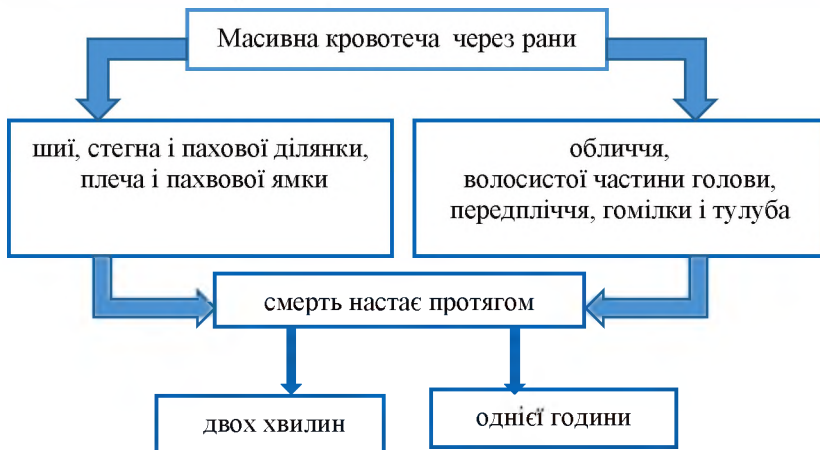 Масивна кровотеча через рани
шиї, стегна і пахової ділянки,
плеча і пахвової ямки
обличчя,
волосистої частини голови,
передпліччя, гомілки і тулуба
смерть настає протягом
двох хвилин
однієї години